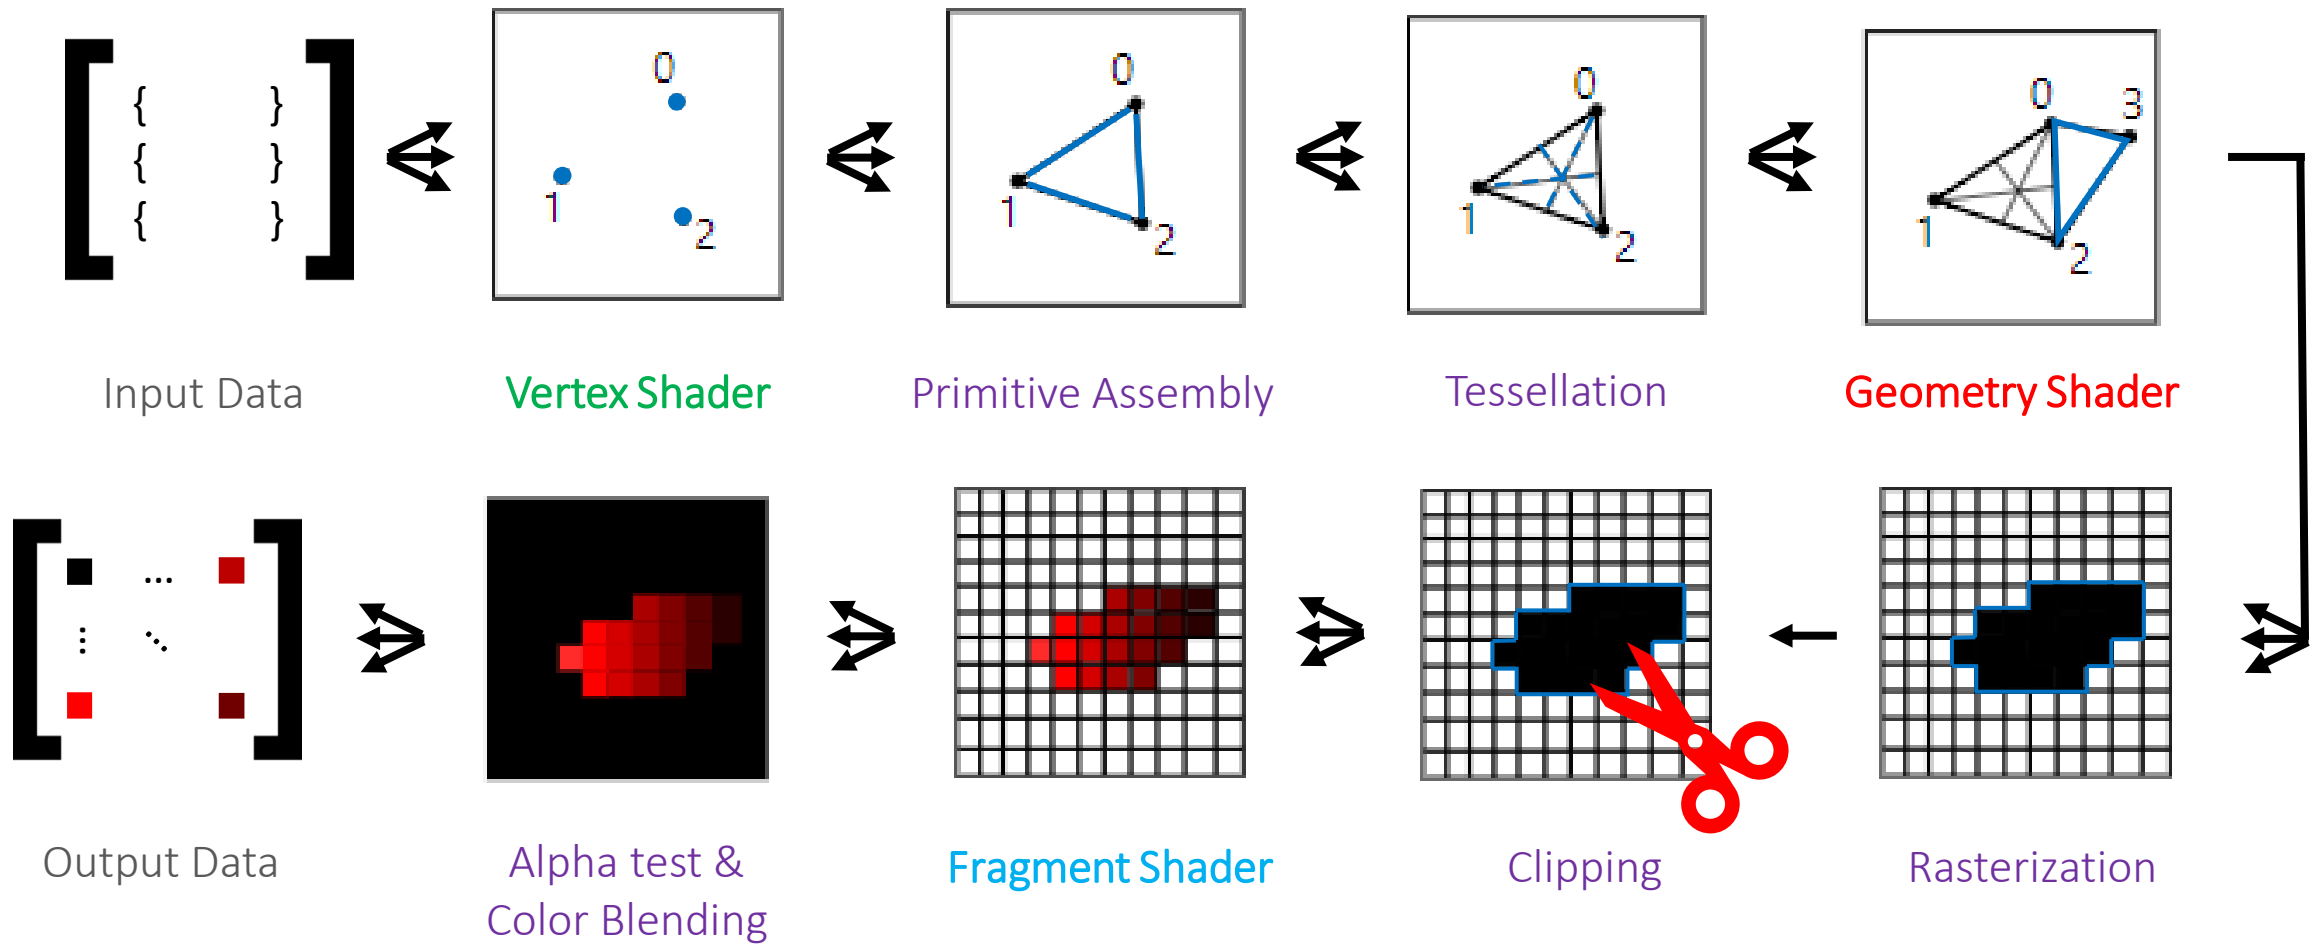 { }
{ }
{ }
0
1
2
0
1
2
0
1
2
0
3
1
2
Input Data
Vertex Shader
Primitive Assembly
Tessellation
Geometry Shader
...
Output Data
Alpha test &
Color Blending
Fragment Shader
Clipping
Rasterization